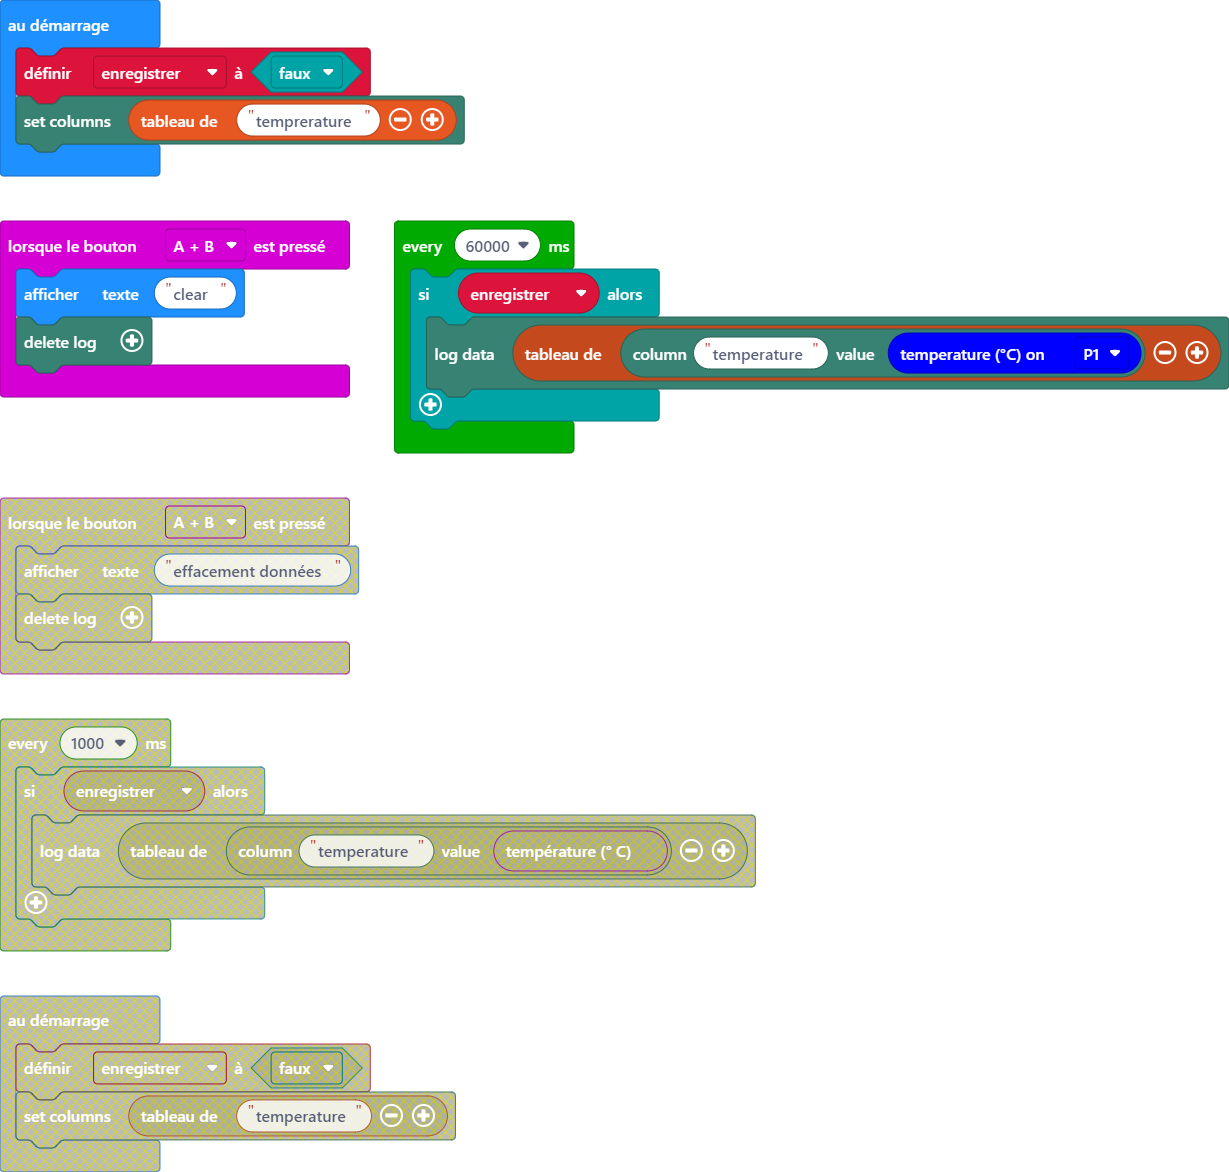 au démarrage
définir enregistrer à faux
set columns tableau de "temprerature"
lorsque le bouton A + B est pressé
afficher texte "clear"
delete log
every 60000 ms
si enregistrer alors
log data tableau de column "temperature" value temperature (°C) on P1
lorsque le bouton A + B est pressé
afficher texte "effacement données"
delete log
every 1000 ms
si enregistrer alors
log data tableau de column "temperature" value température (° C)
au démarrage
définir enregistrer à faux
set columns tableau de "temperature"